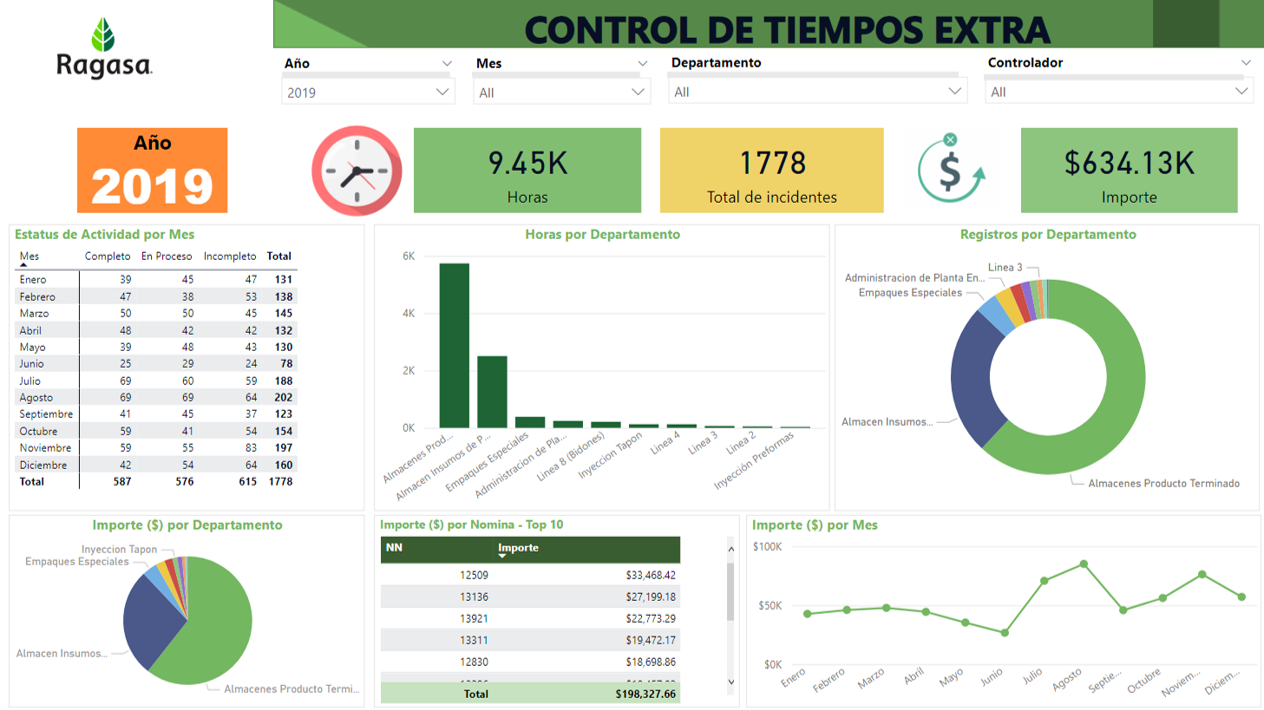 Ragasa.
CONTROL DE TIEMPOS EXTRA
Año
2019
Mes
All
Departamento
All
Controlador
All
Año
2019
9.45K
Horas
1778
Total de incidentes
$
$634.13K
Importe
Estatus de Actividad por Mes
Mes Completo En Proceso Incompleto Total
Enero 39 45 47 131
Febrero 47 38 53 138
Marzo 50 50 45 145
Abril 48 42 42 132
Mayo 39 48 43 130
Junio 25 29 24 78
Julio 69 60 59 188
Agosto 69 69 64 202
Septiembre 41 45 37 123
Octubre 59 41 54 154
Noviembre 59 55 83 197
Diciembre 42 54 64 160
Total 587 576 615 1778
Horas por Departamento
6K
4K
2K
0K
Almacenes Prod...
Almacen Insumos de P...
Empaques Especiales
Administracion de Pla...
Linea 8 (Bidones)
Inyeccion Tapon
Linea 4
Linea 3
Linea 2
Inyección Preformas
Registros por Departamento
Linea 3
Administracion de Planta En...
Empaques Especiales
Almacen Insumos...
Almacenes Producto Terminado
Importe ($) por Departamento
Inyeccion Tapon
Empaques Especiales
Almacen Insumos...
Almacenes Producto Termi...
Importe ($) por Nomina - Top 10
NN Importe
12509 $33,468.42
13136 $27,199.18
13921 $22,773.29
13311 $19,472.17
12830 $18,698.86
Total $198,327.66
Importe ($) por Mes
$100K
$50K
$0K
Enero
Febrero
Marzo
Abril
Mayo
Junio
Julio
Agosto
Septie...
Octubre
Noviem...
Diciem...